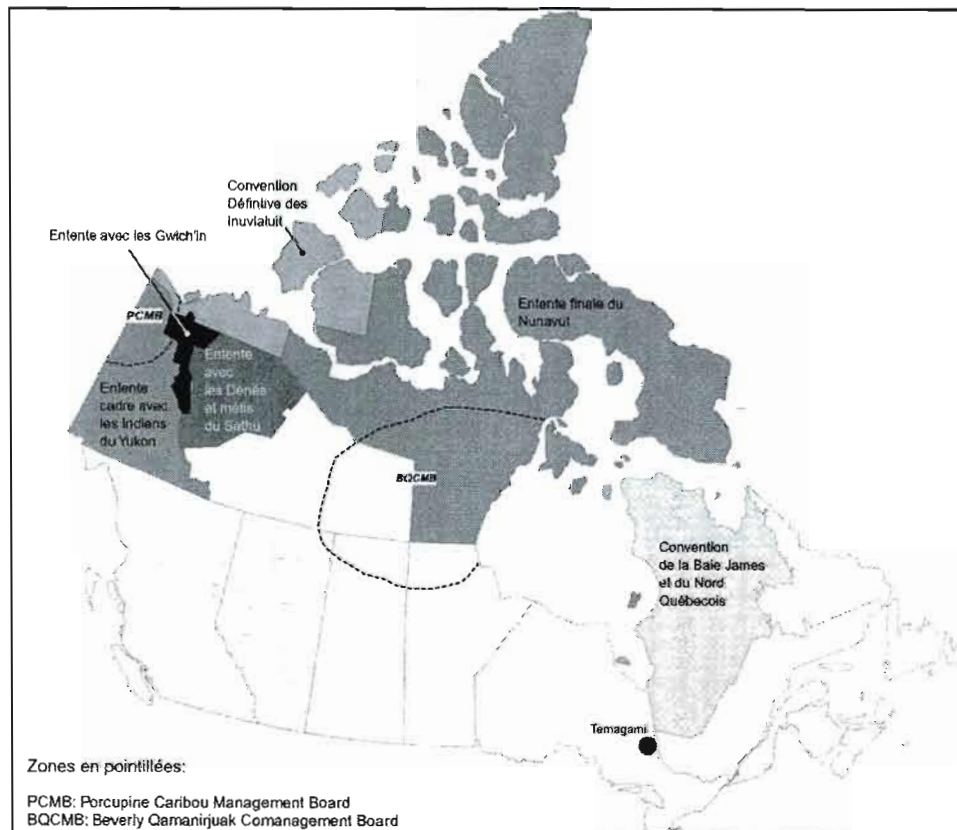 Convention
Défintive des
Inuvialuit
Entente avec les Gwich'in
PCMB
Entente finale du
Nunavut
Entente
avec
les Dénés
et métis
du Sathu
Entente
cadre avec
les Indiens
du Yukon
BQCMB
Convention
de la Baie James
et du Nord
Québecois
Temagami
Zones en pointillées:
PCMB: Porcupine Caribou Management Board
BQCMB: Beverly Qamanirjuak Comanagement Board